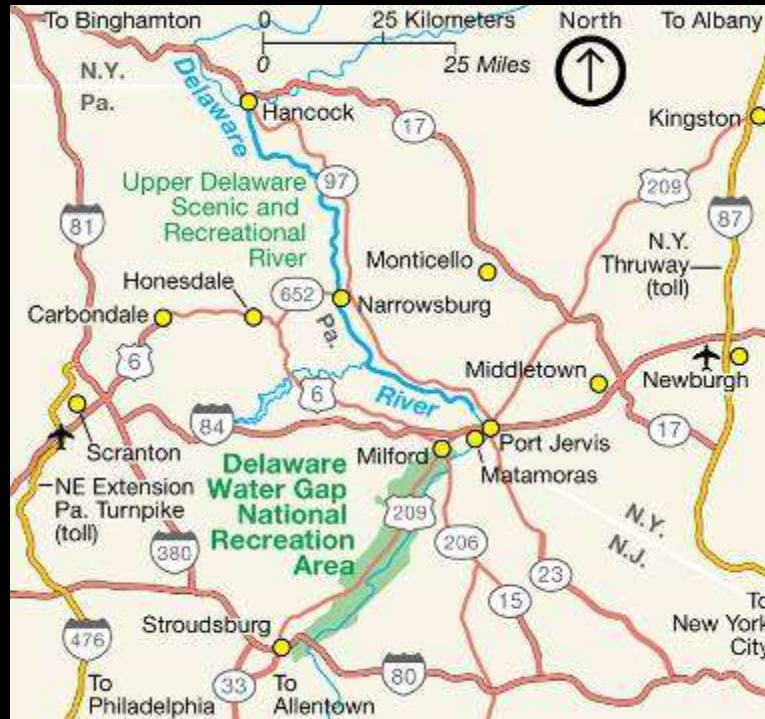 To Binghamton
0
25 Kilometers
North
To Albany
0
25 Miles
N.Y.
Pa.
Delaware
Hancock
17
Kingston
97
209
Upper Delaware
Scenic and
Recreational
River
81
87
N.Y.
Thruway
(toll)
Monticello
Honesdale
652
Narrowsburg
Carbondale
Pa.
6
6
River
Middletown
Newburgh
84
Scranton
Milford
Port Jervis
Matamoras
17
NE Extension
Pa. Turnpike
(toll)
Delaware
Water Gap
National
Recreation
Area
209
N.Y.
N.J.
380
206
23
15
To
New York
City
476
Stroudsburg
80
33
To
Philadelphia
To
Allentown